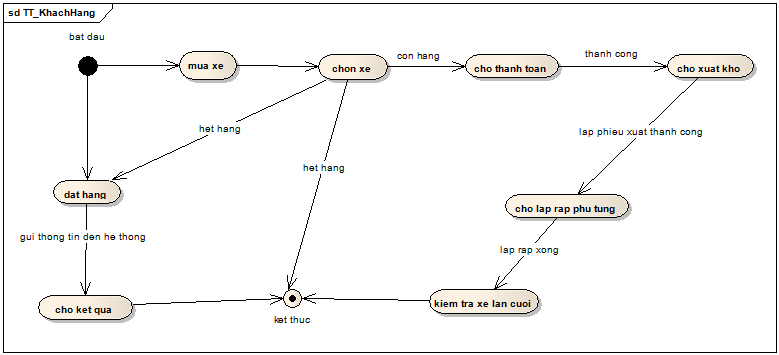 sd TT_KhachHang
bat dau
mua xe
chon xe
con hang
cho thanh toan
thanh cong
cho xuat kho
het hang
het hang
lap phieu xuat thanh cong
dat hang
cho lap rap phu tung
gui thong tin den he thong
lap rap xong
cho ket qua
kiem tra xe lan cuoi
ket thuc